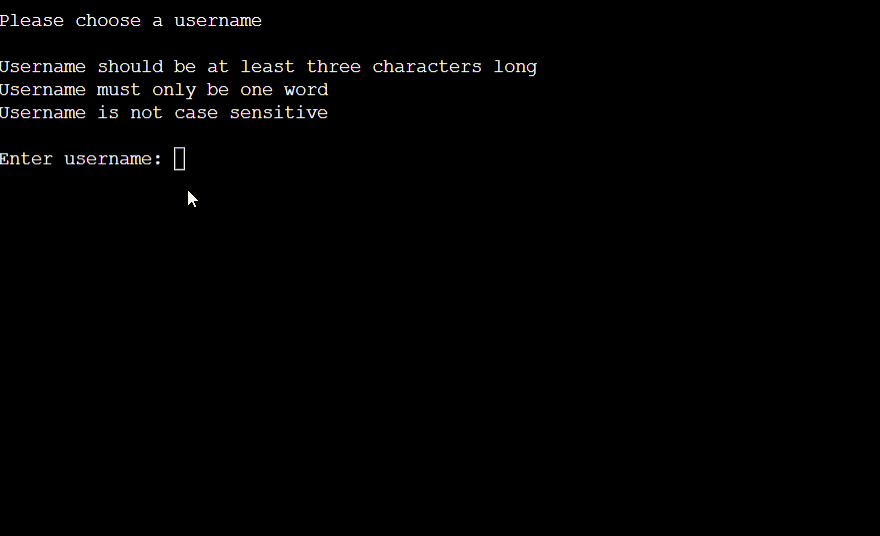 Please choose a username
Username should be at least three characters long
Username must only be one word
Username is not case sensitive
Enter username: